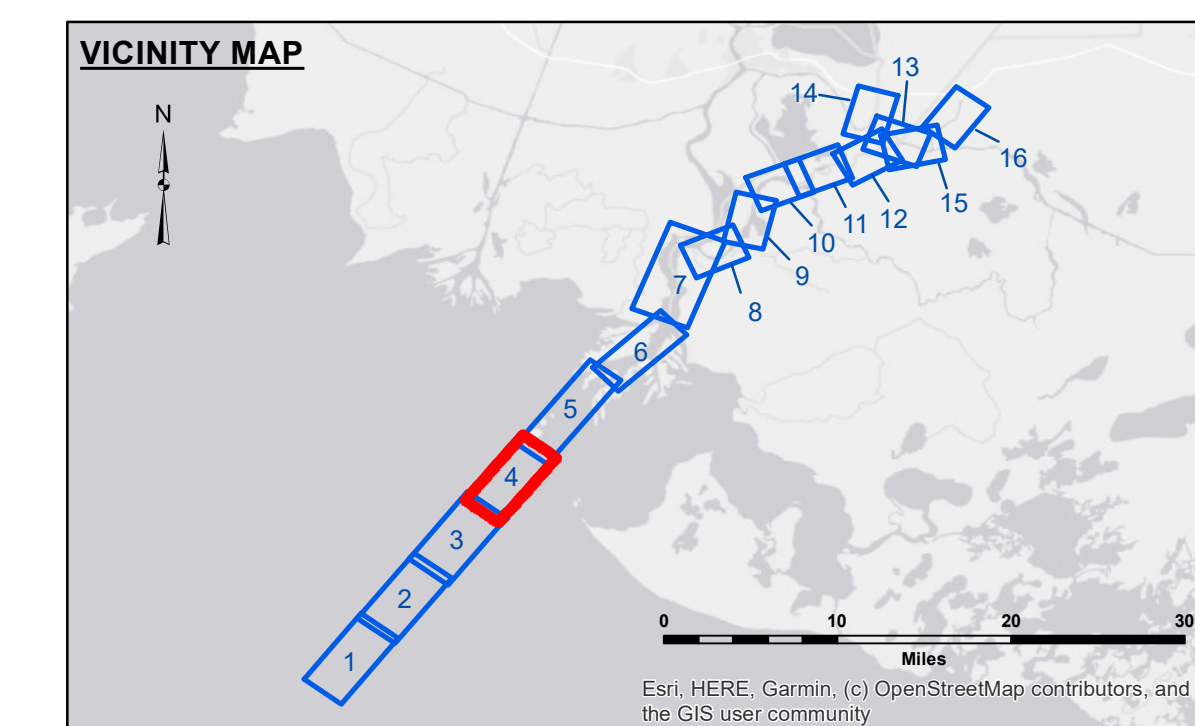 VICINITY MAP
N
13
14
16
15
12
11
10
9
8
7
6
5
4
3
2
1
0 10 20 30
Miles
Esri, HERE, Garmin, (c) OpenStreetMap contributors, and
the GIS user community